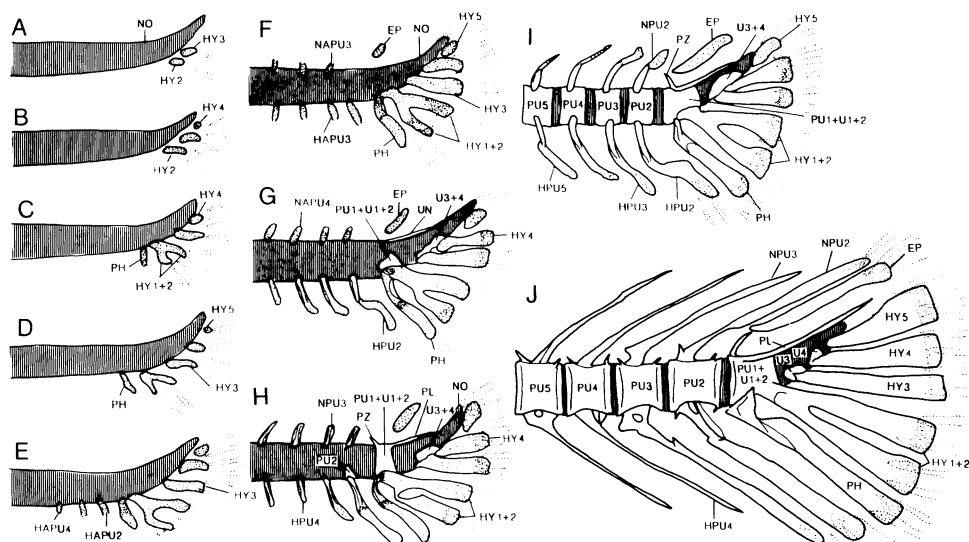 A
NO
HY3
HY2
B
HY4
HY2
C
HY4
PH
HY1+2
D
HY5
PH
HY3
E
HY3
HAPU4
HAPU2
F
NAPU3
EP
NO
HY5
HAPU3
PH
HY3
HY1+2
G
NAPU4
EP
PU1+U1+2
UN
U3+4
HY4
HPU2
PH
H
NPU3
PZ
PU1+U1+2
PL
U3+4
NO
PU2
HY4
HPU4
HY1+2
I
NPU2
PZ
EP
U3+4
HY5
PU5
PU4
PU3
PU2
PU1+U1+2
HY1+2
HPU5
HPU3
HPU2
PH
J
NPU3
NPU2
EP
PL
HY5
U3
U4
PU5
PU4
PU3
PU2
PU1+
U1+2
HY4
HY3
HY1+2
PH
HPU4